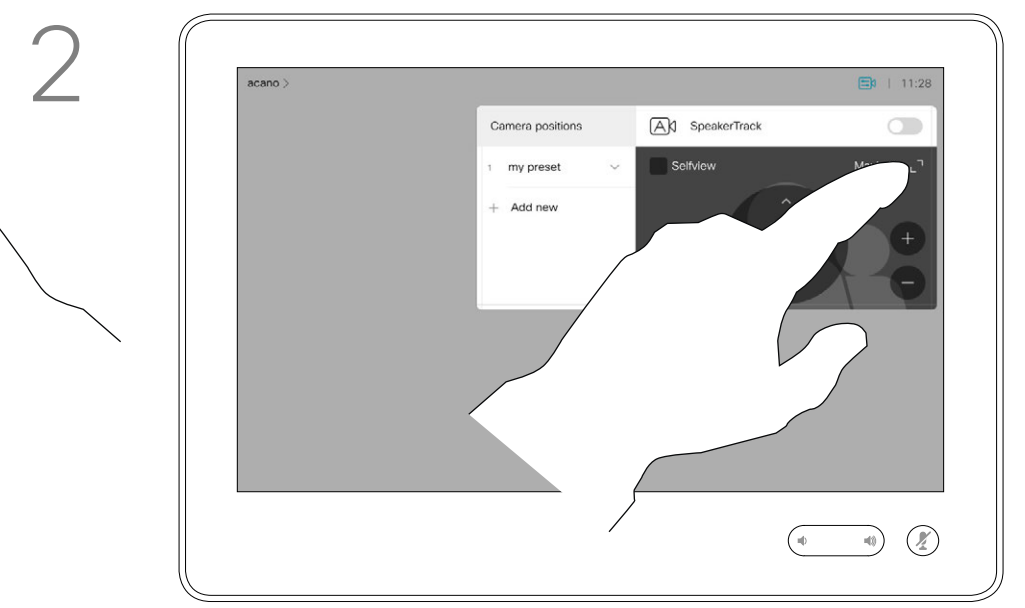 2
acano >
11:28
Camera positions
SpeakerTrack
1 my preset
Selfview
+ Add new